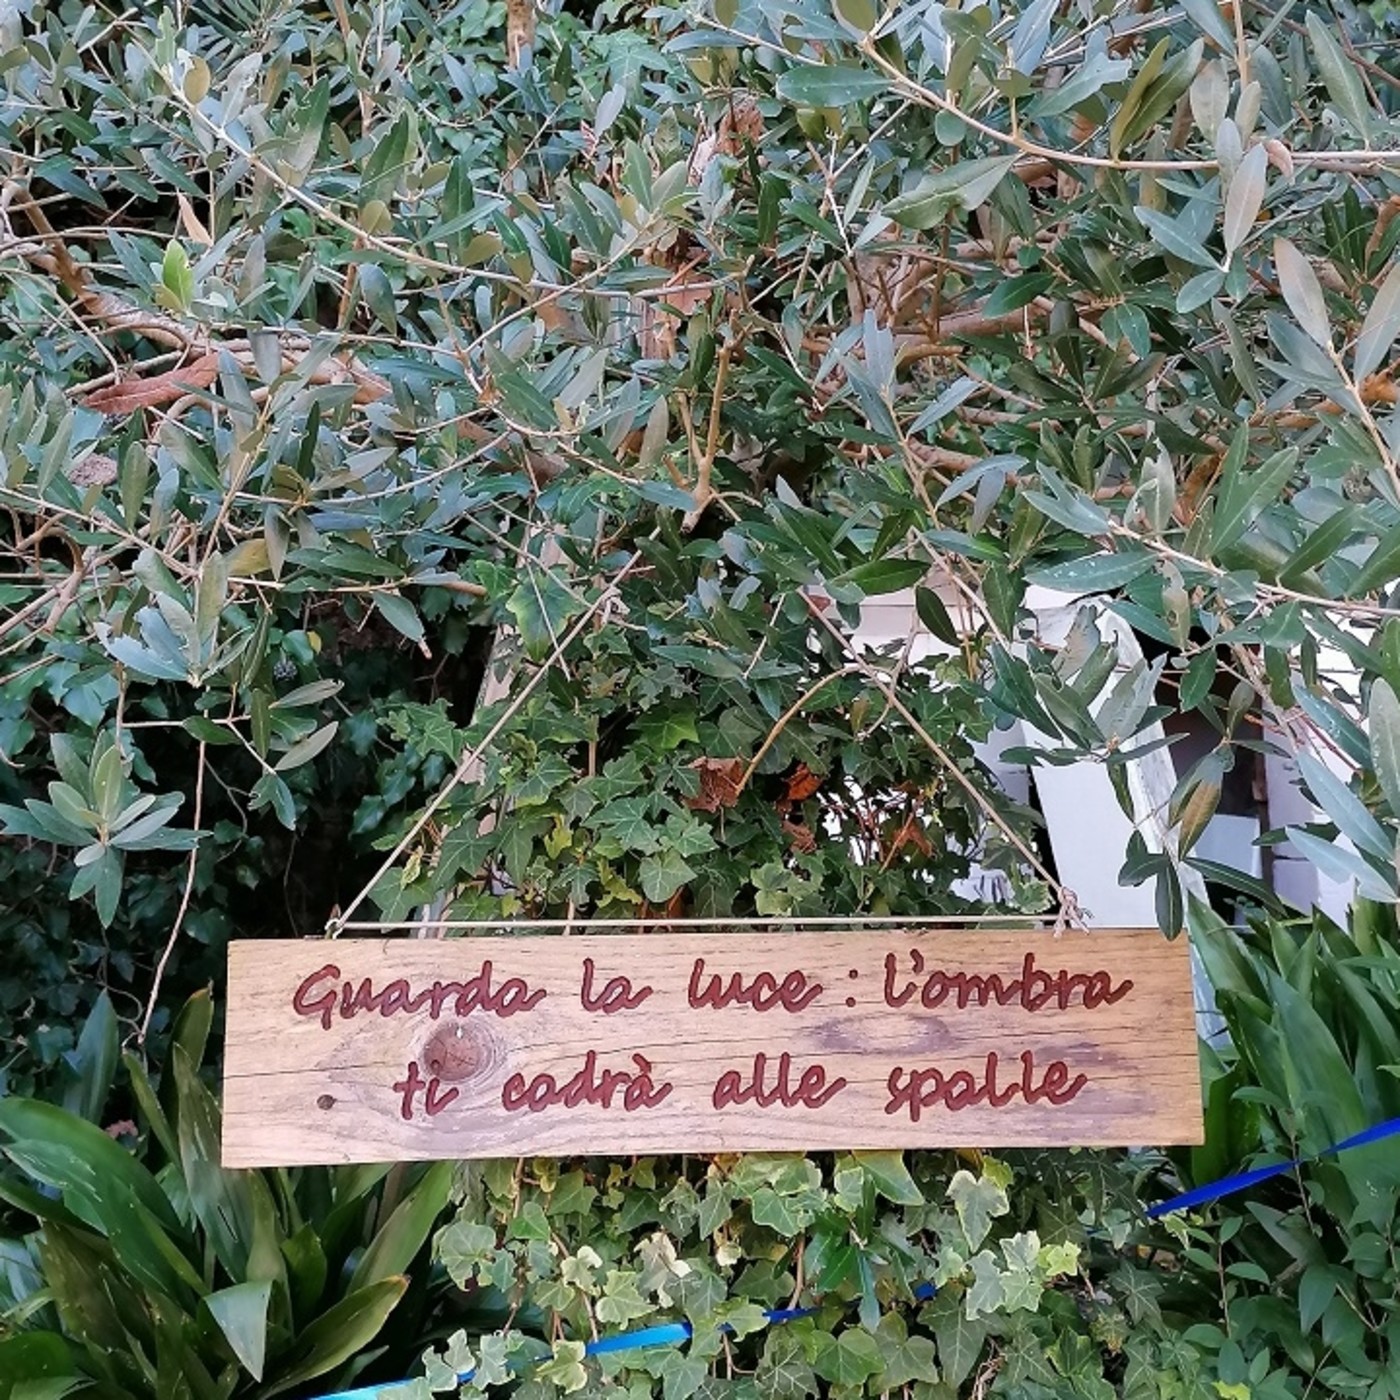 Guarda la luce : l'ombra
ti cadrà alle spalle